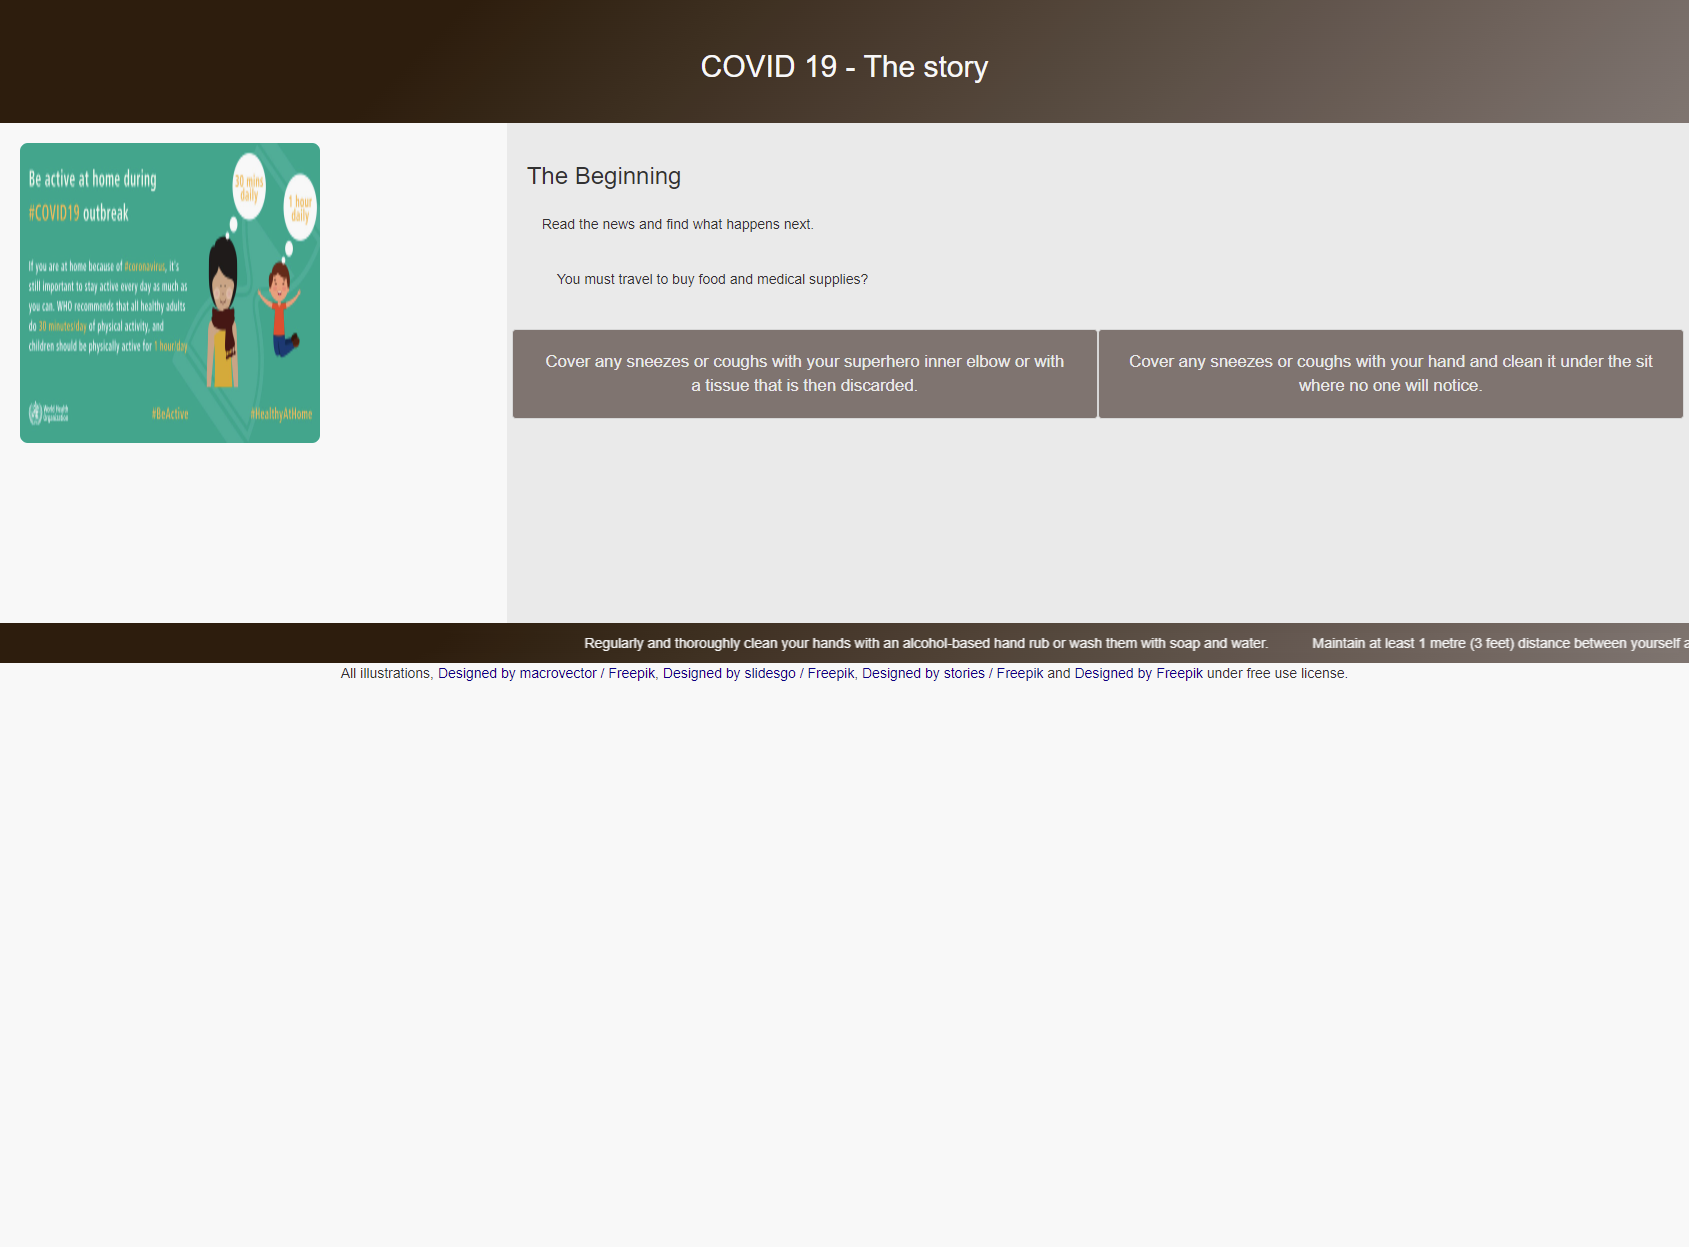 COVID 19 - The story
Be active at home during
#COVID19 outbreak
30 mins
daily
1 hour
daily
If you are at home because of #coronavirus, it's
still important to stay active every day as much as
you can. WHO recommends that all healthy adults
do 30 minutes/day of physical activity, and
children should be physically active for 1 hour/day
World Health
Organization
#BeActive
#HealthyAtHome
The Beginning
Read the news and find what happens next.
You must travel to buy food and medical supplies?
Cover any sneezes or coughs with your superhero inner elbow or with
a tissue that is then discarded.
Cover any sneezes or coughs with your hand and clean it under the sit
where no one will notice.
Regularly and thoroughly clean your hands with an alcohol-based hand rub or wash them with soap and water. Maintain at least 1 metre (3 feet) distance between yourself a
All illustrations, Designed by macrovector / Freepik, Designed by slidesgo / Freepik, Designed by stories / Freepik and Designed by Freepik under free use license.